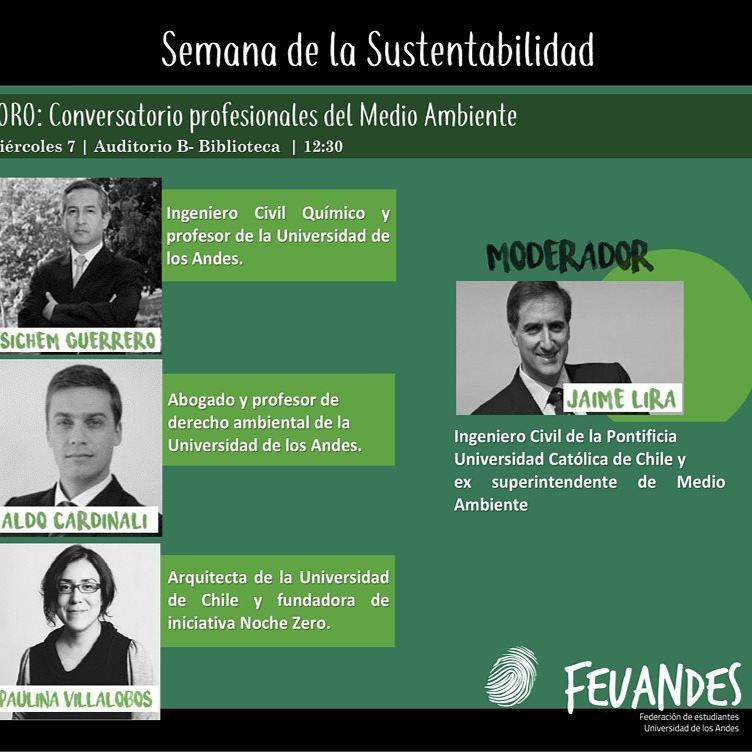 Semana de la Sustentabilidad
ORO: Conversatorio profesionales del Medio Ambiente
iércoles 7 | Auditorio B- Biblioteca | 12:30
Ingeniero Civil Químico y
profesor de la Universidad de
los Andes.
SICHEM GUERRERO
Abogado y profesor de
derecho ambiental de la
Universidad de los Andes.
ALDO CARDINALI
Arquitecta de la Universidad
de Chile y fundadora de
iniciativa Noche Zero.
PAULINA VILLALOBOS
MODERADOR
JAIME LIRA
Ingeniero Civil de la Pontificia
Universidad Católica de Chile y
ex superintendente de Medio
Ambiente
FEUANDES
Federación de estudiantes
Universidad de los Andes